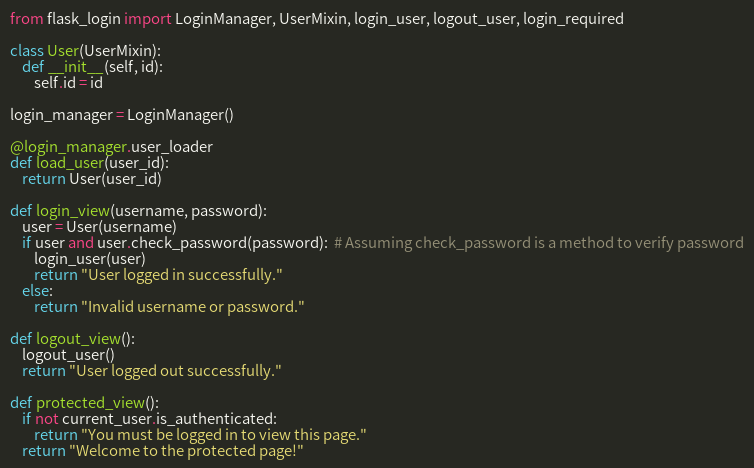 from flask_login import LoginManager, UserMixin, login_user, logout_user, login_required

class User(UserMixin):
    def __init__(self, id):
        self.id = id

login_manager = LoginManager()

@login_manager.user_loader
def load_user(user_id):
    return User(user_id)

def login_view(username, password):
    user = User(username)
    if user and user.check_password(password):  # Assuming check_password is a method to verify password
        login_user(user)
        return "User logged in successfully."
    else:
        return "Invalid username or password."

def logout_view():
    logout_user()
    return "User logged out successfully."

def protected_view():
    if not current_user.is_authenticated:
        return "You must be logged in to view this page."
    return "Welcome to the protected page!"